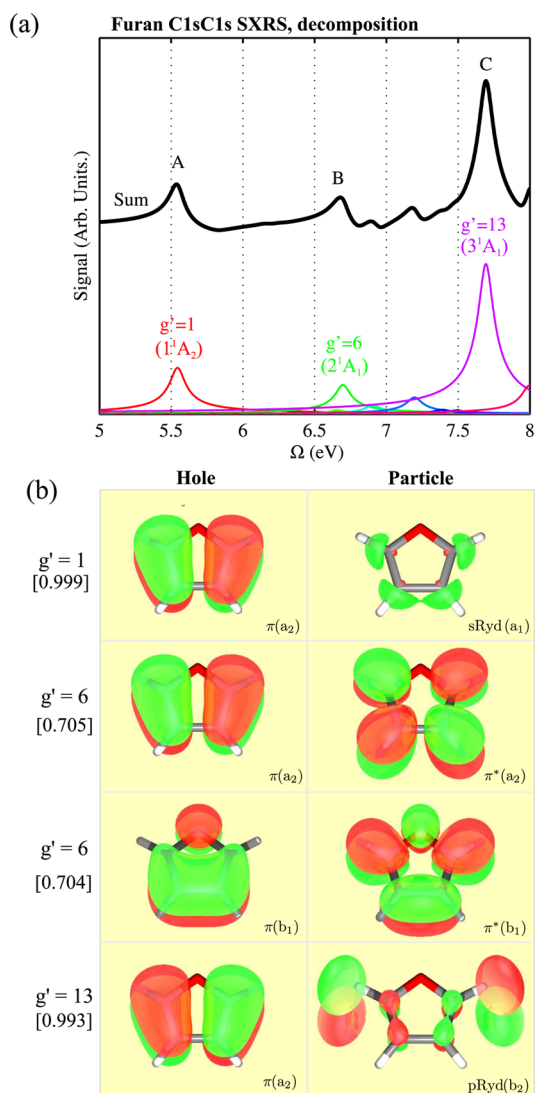 (a)
Furan C1sC1s SXRS, decomposition
C
A
B
Sum
g'=13
(3¹A₁)
g'=1
(1¹A₂)
g'=6
(2¹A₁)
Signal (Arb. Units.)
5 5.5 6 6.5 7 7.5 8
Ω (eV)
(b)
Hole Particle
g' = 1
[0.999]
π(a₂) sRyd(a₁)
g' = 6
[0.705]
π(a₂) π*(a₂)
g' = 6
[0.704]
π(b₁) π*(b₁)
g' = 13
[0.993]
π(a₂) pRyd(b₂)